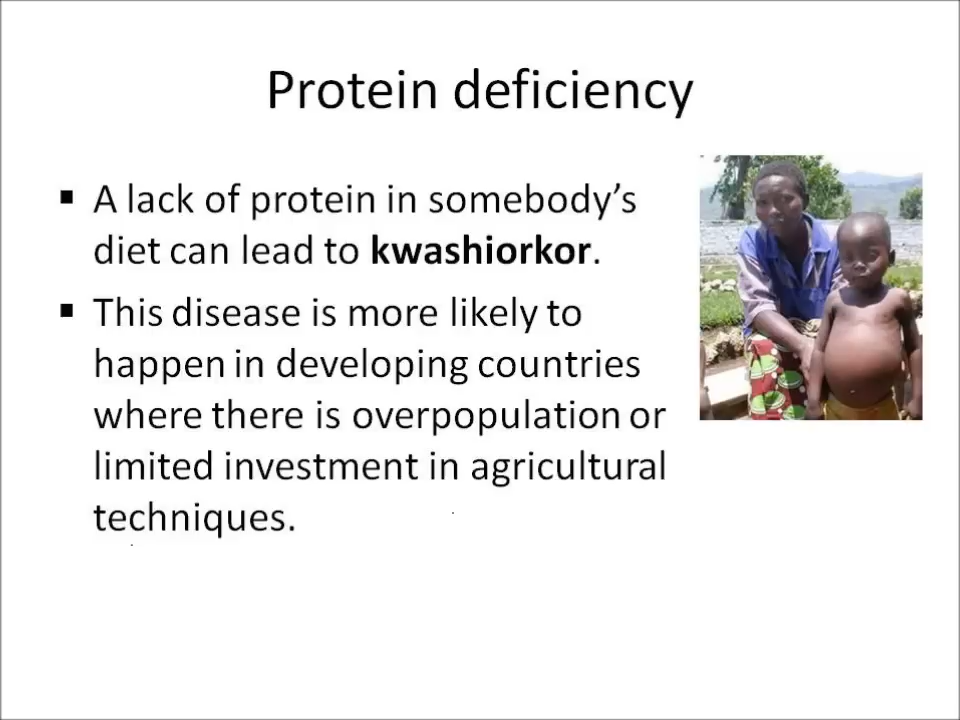 Protein deficiency
▪ A lack of protein in somebody’s
diet can lead to kwashiorkor.
▪ This disease is more likely to
happen in developing countries
where there is overpopulation or
limited investment in agricultural
techniques.